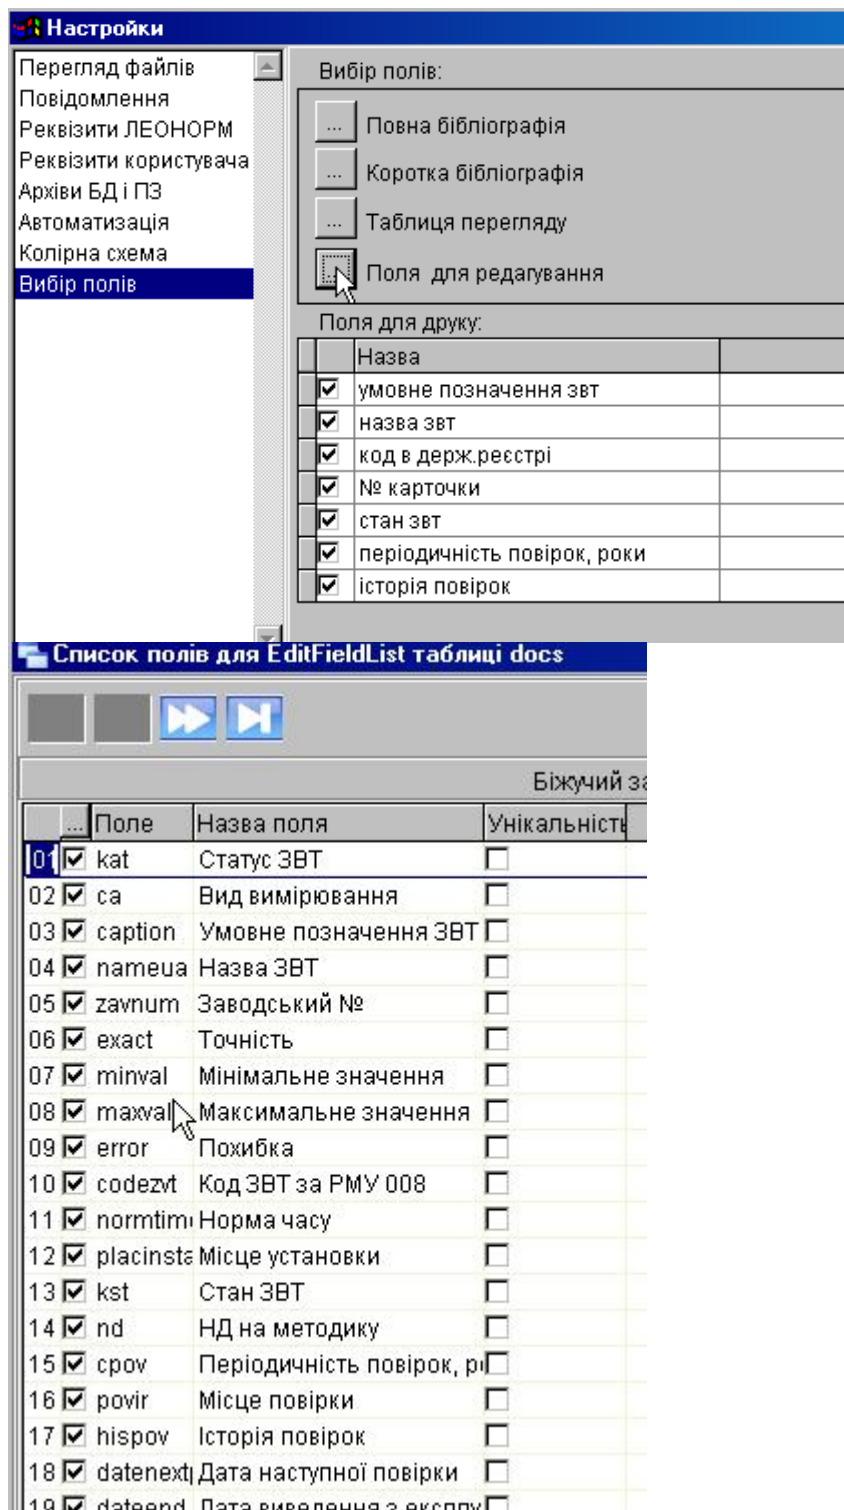 Настройки
Перегляд файлів
Повідомлення
Реквізити ЛЕОНОРМ
Реквізити користувача
Архіви БД і ПЗ
Автоматизація
Колірна схема
Вибір полів
Вибір полів:
... Повна бібліографія
... Коротка бібліографія
... Таблиця перегляду
... Поля для редагування
Поля для друку:
Назва
умовне позначення звт
назва звт
код в держ.реєстрі
№ карточки
стан звт
періодичність повірок, роки
історія повірок
Список полів для EditFieldList таблиці docs
Біжучий за
... Поле Назва поля Унікальність
01 kat Статус ЗВТ
02 ca Вид вимірювання
03 caption Умовне позначення ЗВТ
04 nameua Назва ЗВТ
05 zavnum Заводський №
06 exact Точність
07 minval Мінімальне значення
08 maxval Максимальне значення
09 error Похибка
10 codezvt Код ЗВТ за РМУ 008
11 normtim Норма часу
12 placinsta Місце установки
13 kst Стан ЗВТ
14 nd НД на методику
15 cpov Періодичність повірок, р
16 povir Місце повірки
17 hispov Історія повірок
18 datenext Дата наступної повірки
19 dateend Дата виведення з експлу